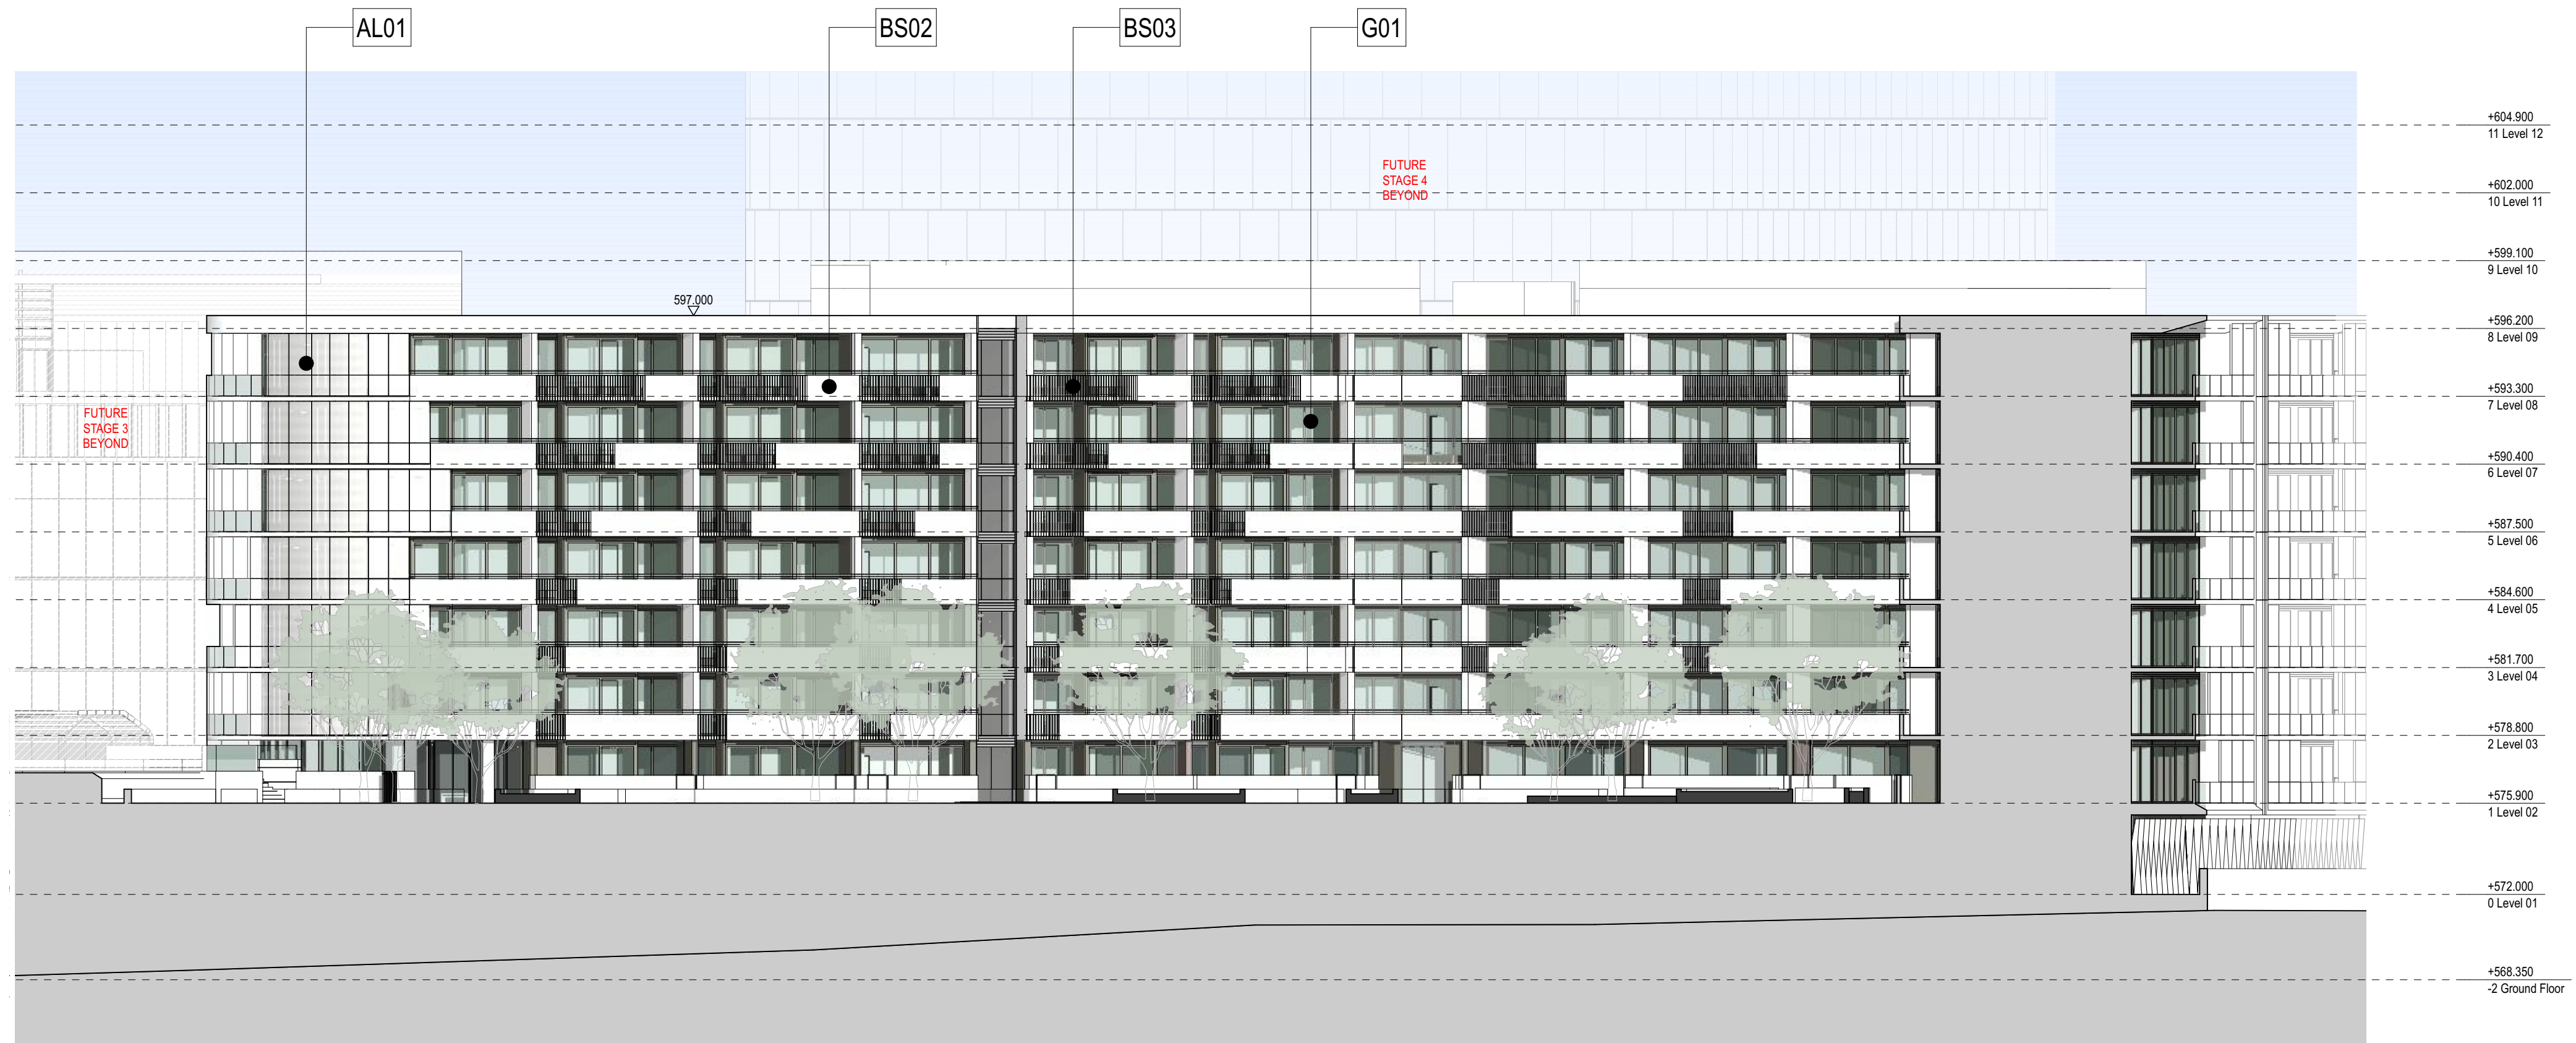 AL01
BS02
BS03
G01
+604.900
11 Level 12
FUTURE
STAGE 4
BEYOND
+602.000
10 Level 11
+599.100
9 Level 10
597.000
+596.200
8 Level 09
+593.300
7 Level 08
FUTURE
STAGE 3
BEYOND
+590.400
6 Level 07
+587.500
5 Level 06
+584.600
4 Level 05
+581.700
3 Level 04
+578.800
2 Level 03
+575.900
1 Level 02
+572.000
0 Level 01
+568.350
-2 Ground Floor